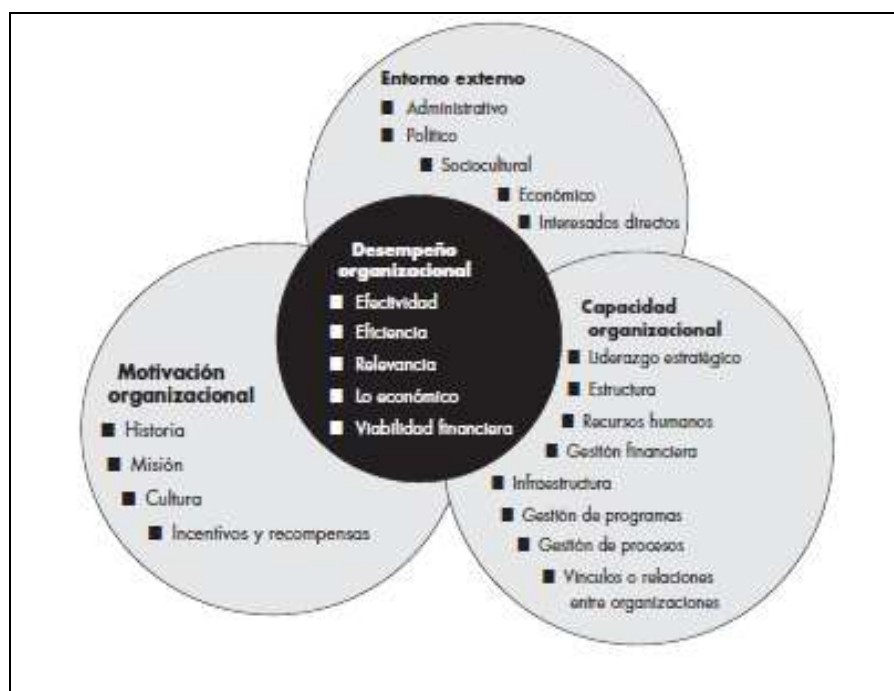 Entorno externo
■ Administrativo
■ Político
■ Sociocultural
■ Económico
■ Interesados directos
Desempeño
organizacional
■ Efectividad
■ Eficiencia
■ Relevancia
■ Lo económico
■ Viabilidad financiera
Motivación
organizacional
■ Historia
■ Misión
■ Cultura
■ Incentivos y recompensas
Capacidad
organizacional
■ Liderazgo estratégico
■ Estructura
■ Recursos humanos
■ Gestión financiera
■ Infraestructura
■ Gestión de programas
■ Gestión de procesos
■ Vínculos o relaciones
entre organizaciones